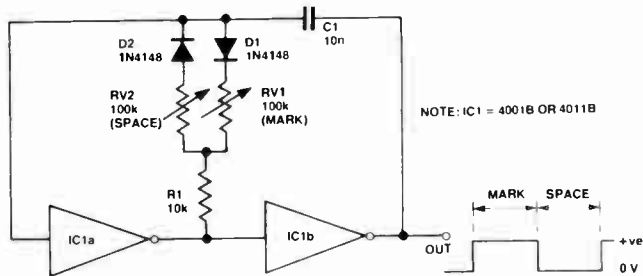 C1
10n
D2
1N4148
D1
1N4148
RV2
100k
(SPACE)
RV1
100k
(MARK)
NOTE: IC1 = 4001B OR 4011B
R1
10k
MARK
SPACE
IC1a
IC1b
OUT
+ve
0 V